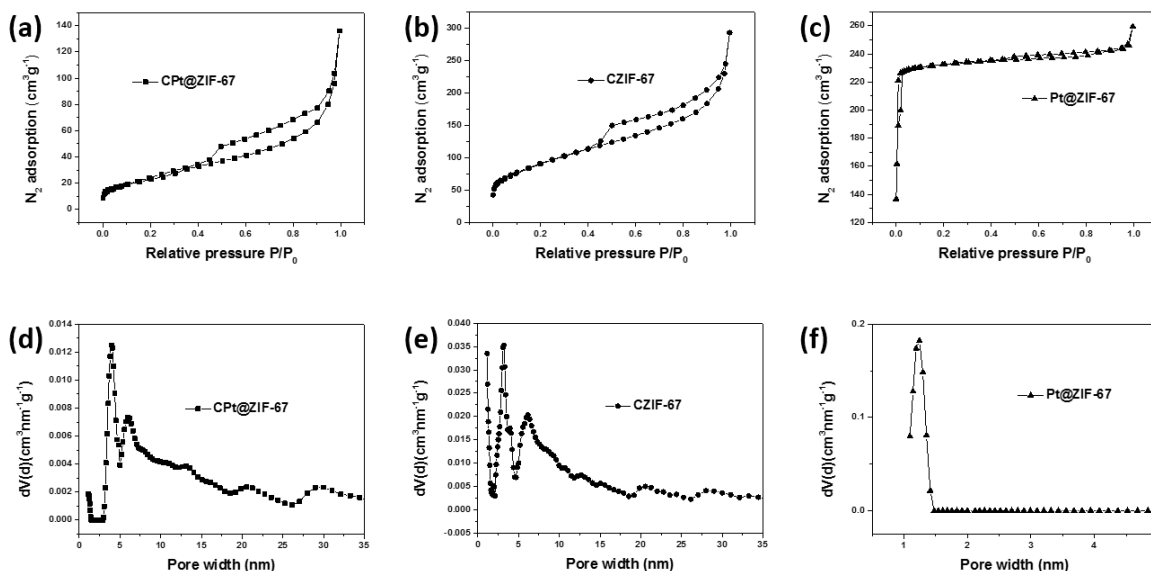 (a)
N₂ adsorption (cm³g⁻¹)
140
120
100
80
60
40
20
0
CPt@ZIF-67
0.0 0.2 0.4 0.6 0.8 1.0
Relative pressure P/P₀
(b)
N₂ adsorption (cm³g⁻¹)
300
250
200
150
100
50
0
CZIF-67
0.0 0.2 0.4 0.6 0.8 1.0
Relative pressure P/P₀
(c)
N₂ adsorption (cm³g⁻¹)
260
240
220
200
180
160
140
120
Pt@ZIF-67
0.0 0.2 0.4 0.6 0.8 1.0
Relative pressure P/P₀
(d)
dV(d)(cm³nm⁻¹g⁻¹)
0.014
0.012
0.010
0.008
0.006
0.004
0.002
0.000
CPt@ZIF-67
0 5 10 15 20 25 30 35
Pore width (nm)
(e)
dV(d)(cm³nm⁻¹g⁻¹)
0.040
0.035
0.030
0.025
0.020
0.015
0.010
0.005
0.000
-0.005
CZIF-67
0 5 10 15 20 25 30 35
Pore width (nm)
(f)
dV(d)(cm³nm⁻¹g⁻¹)
0.2
0.1
0.0
Pt@ZIF-67
1 2 3 4
Pore width (nm)